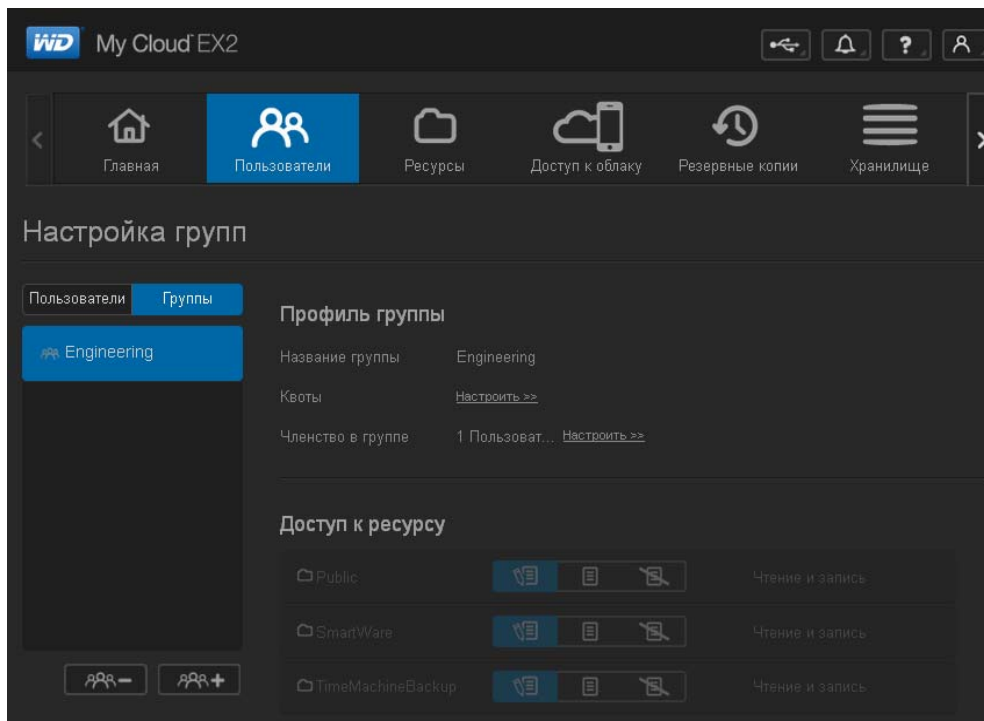 WD My Cloud EX2
?
Главная
Пользователи
Ресурсы
Доступ к облаку
Резервные копии
Хранилище
Настройка групп
Пользователи
Группы
Engineering
Профиль группы
Название группы Engineering
Квоты Настроить >>
Членство в группе 1 Пользоват... Настроить >>
Доступ к ресурсу
Public Чтение и запись
SmartWare Чтение и запись
TimeMachineBackup Чтение и запись